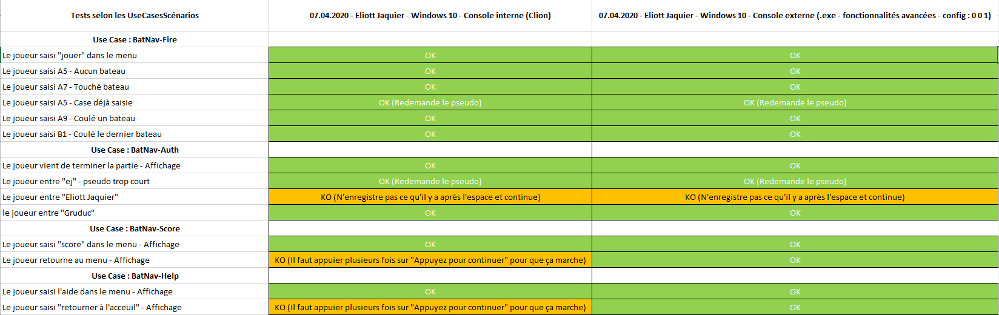 Tests selon les UseCasesScénarios 07.04.2020 - Eliott Jaquier - Windows 10 - Console interne (Clion) 07.04.2020 - Eliott Jaquier - Windows 10 - Console externe (.exe - fonctionnalités avancées - config : 0 0 1)
Use Case : BatNav-Fire
Le joueur saisi "jouer" dans le menu OK OK
Le joueur saisi A5 - Aucun bateau OK OK
Le joueur saisi A7 - Touché bateau OK OK
Le joueur saisi A5 - Case déjà saisie OK (Redemande le pseudo) OK (Redemande le pseudo)
Le joueur saisi A9 - Coulé un bateau OK OK
Le joueur saisi B1 - Coulé le dernier bateau OK OK
Use Case : BatNav-Auth
Le joueur vient de terminer la partie - Affichage OK OK
Le joueur entre "ej" - pseudo trop court OK (Redemande le pseudo) OK (Redemande le pseudo)
Le joueur entre "Eliott Jaquier" KO (N'enregistre pas ce qu'il y a après l'espace et continue) KO (N'enregistre pas ce qu'il y a après l'espace et continue)
le joueur entre "Gruduc" OK OK
Use Case : BatNav-Score
Le joueur saisi "score" dans le menu - Affichage OK OK
Le joueur retourne au menu - Affichage KO (Il faut appuier plusieurs fois sur "Appuyez pour continuer" pour que ça marche) OK
Use Case : BatNav-Help
Le joueur saisi l'aide dans le menu - Affichage OK OK
Le joueur saisi "retourner à l'acceuil" - Affichage KO (Il faut appuier plusieurs fois sur "Appuyez pour continuer" pour que ça marche) OK